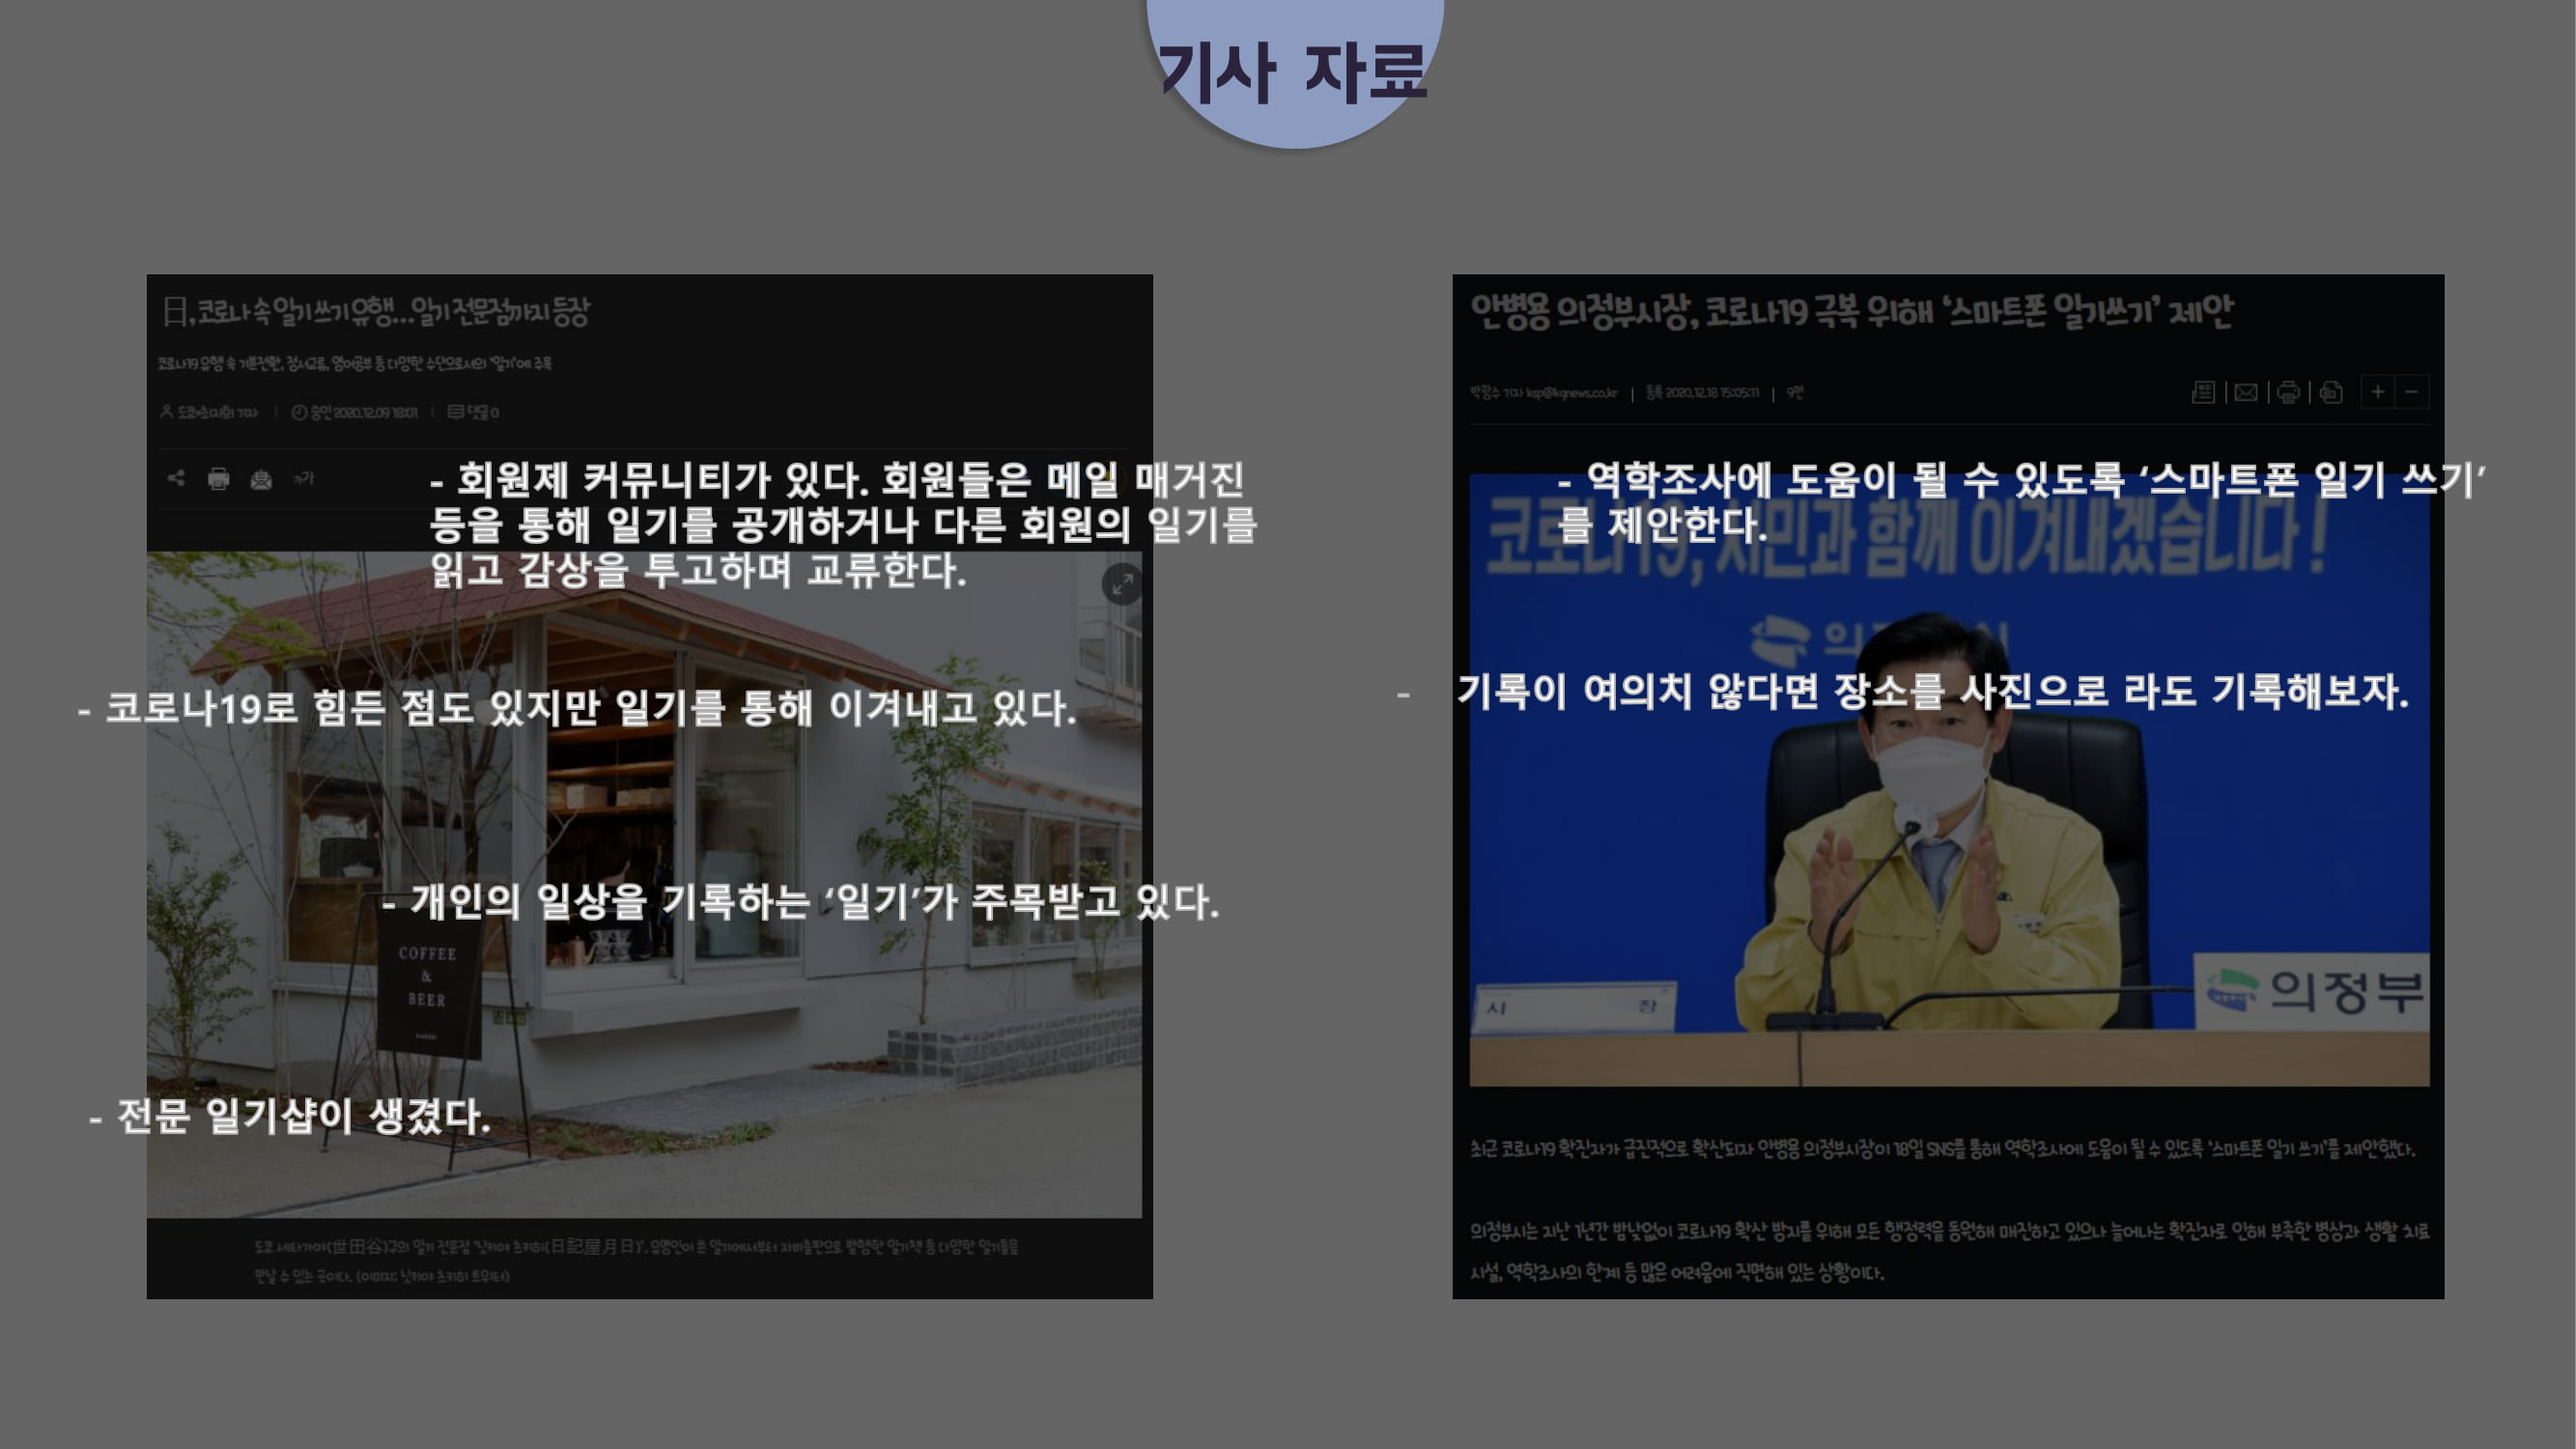 기사 자료
日, 코로나 속 일기 쓰기 유행... 일기 전문점까지 등장
코로나19 유행 속 기분전환, 정서교류, 영어공부 등 다양한 수단으로서의 '일기'에 주목
기자 | 승인 2020.12.09 18:01 | 댓글 0
가
- 회원제 커뮤니티가 있다. 회원들은 메일 매거진
등을 통해 일기를 공개하거나 다른 회원의 일기를
읽고 감상을 투고하며 교류한다.
- 코로나19로 힘든 점도 있지만 일기를 통해 이겨내고 있다.
- 개인의 일상을 기록하는 ‘일기’가 주목받고 있다.
COFFEE
&
BEER
- 전문 일기샵이 생겼다.
도쿄 세타가야(世田谷)구의 일기 전문점 '닛키야 츠키히(日記屋月日)'. 유명인이 쓴 일기에서부터 자비출판으로 발행한 일기책 등 다양한 일기들을
만날 수 있는 곳이다. (이미지: 닛키야 츠키히 트위터)
안병용 의정부시장, 코로나19 극복 위해 ‘스마트폰 일기쓰기’ 제안
박광수 기자 ksp@kgnews.co.kr | 등록 2020.12.18 15:05:11 | 9면
- 역학조사에 도움이 될 수 있도록 ‘스마트폰 일기 쓰기’
를 제안한다.
코로나19, 시민과 함께 이겨내겠습니다!
- 기록이 여의치 않다면 장소를 사진으로 라도 기록해보자.
시 장
의정부
최근 코로나19 확진자가 급진적으로 확산되자 안병용 의정부시장이 18일 SNS를 통해 역학조사에 도움이 될 수 있도록 ‘스마트폰 일기 쓰기’를 제안했다.
의정부시는 지난 1년간 밤낮없이 코로나19 확산 방지를 위해 모든 행정력을 동원해 매진하고 있으나 늘어나는 확진자로 인해 부족한 병상과 생활 치료
시설, 역학조사의 한계 등 많은 어려움에 직면해 있는 상황이다.